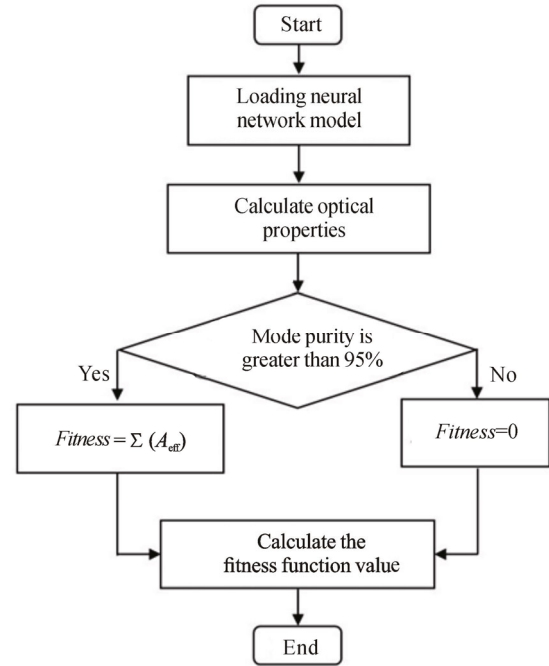 Start
Loading neural
network model
Calculate optical
properties
Mode purity is
greater than 95%
Yes
No
Fitness = Σ (A_eff)
Fitness=0
Calculate the
fitness function value
End